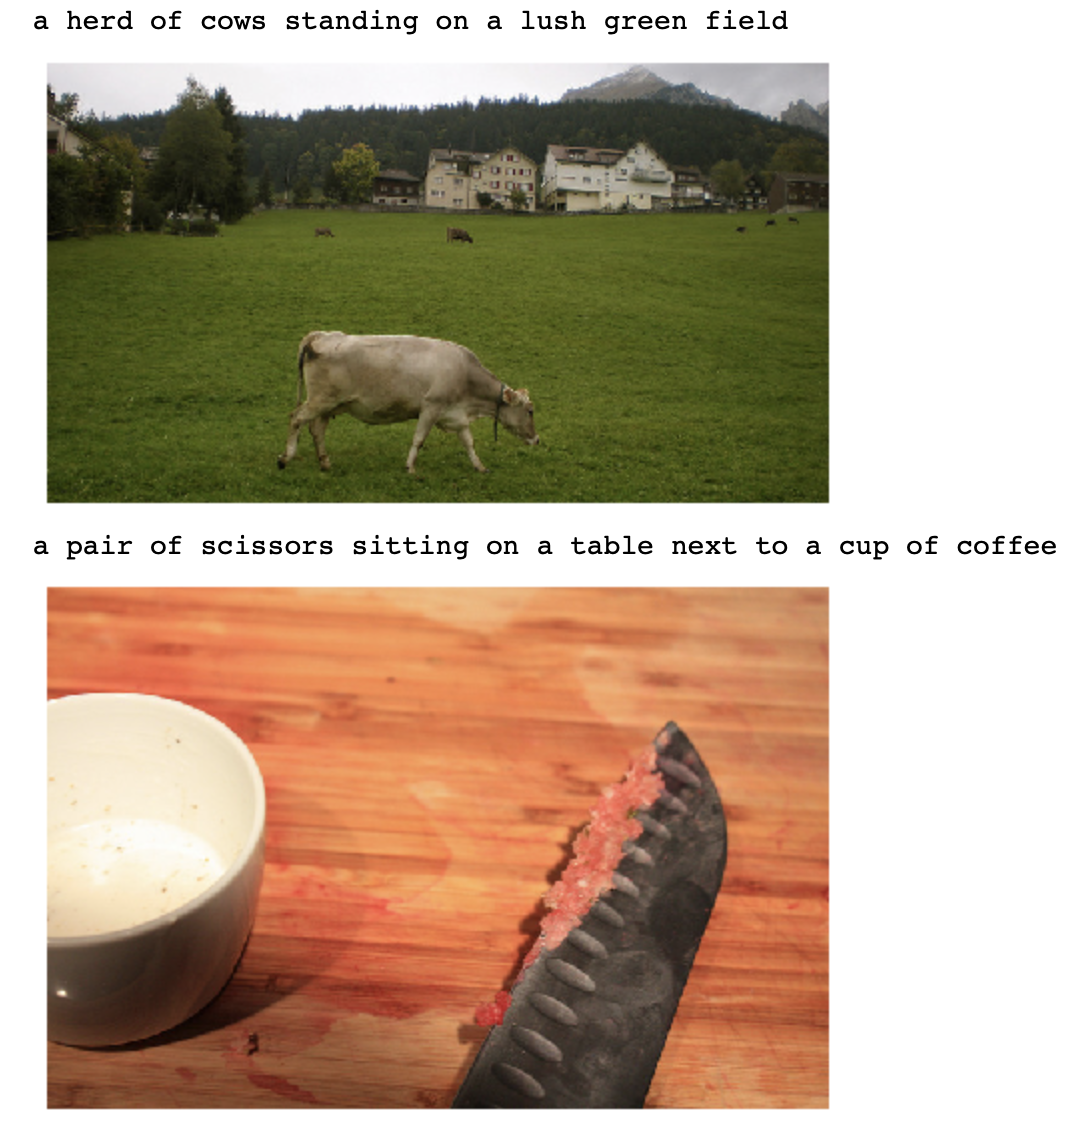 a herd of cows standing on a lush green field
a pair of scissors sitting on a table next to a cup of coffee